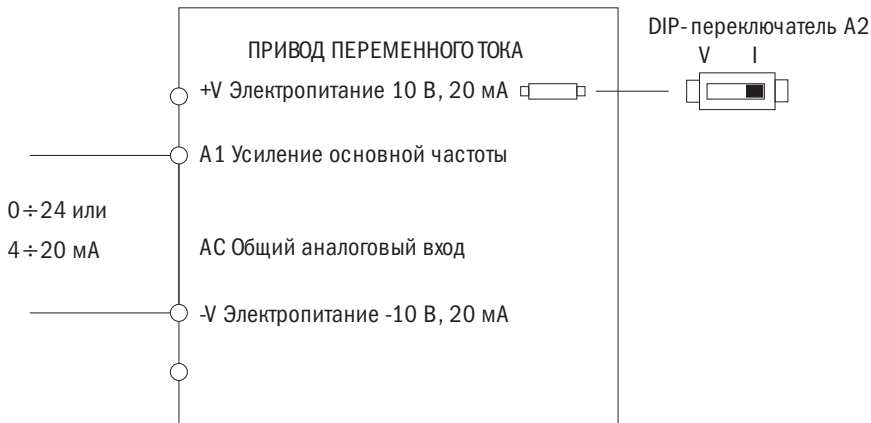 DIP-переключатель A2
V I
ПРИВОД ПЕРЕМЕННОГО ТОКА
+V Электропитание 10 В, 20 мА
A1 Усиление основной частоты
0÷24 или
4÷20 мА
AC Общий аналоговый вход
-V Электропитание -10 В, 20 мА